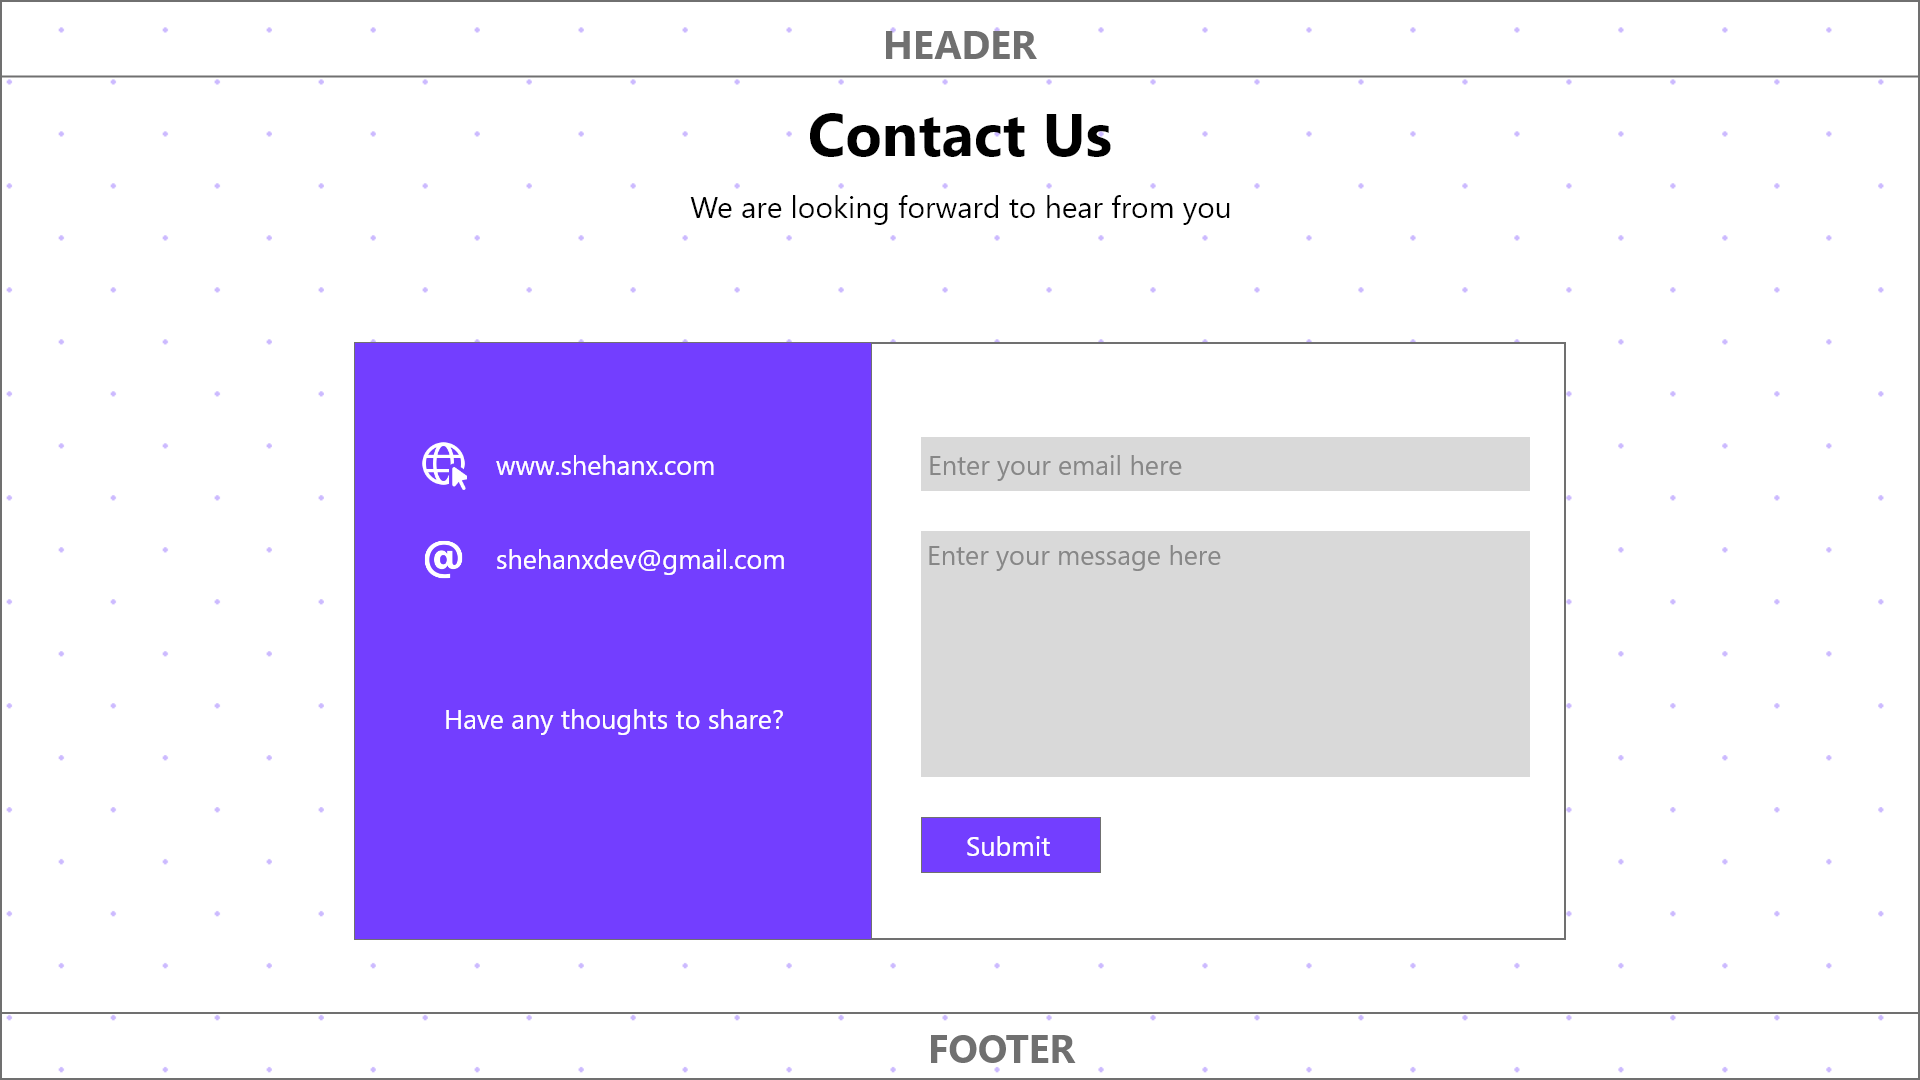 HEADER
Contact Us
We are looking forward to hear from you
www.shehanx.com
@ shehanxdev@gmail.com
Have any thoughts to share?
Enter your email here
Enter your message here
Submit
FOOTER